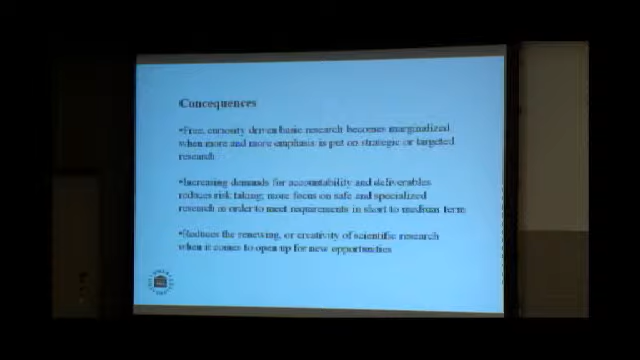 Concequences
•Free, curiosity driven basic research becomes marginalized
when more and more emphasis is put on strategic or targeted
research
•Increasing demands for accountability and deliverables
reduces risk taking; more focus on safe and specialized
research in order to meet requirements in short to medium term
•Reduces the renewing, or creativity of scientific research
when it comes to open up for new opportunities